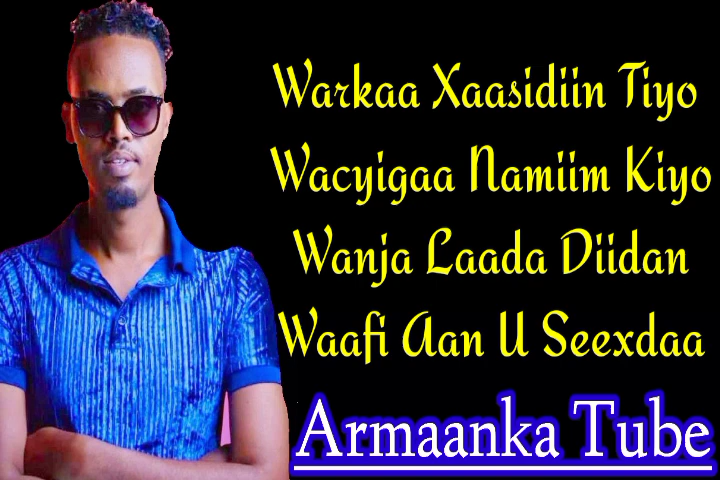 Warkaa Xaasidiin Tiyo
Wacyigaa Namiim Kiyo
Wanja Laada Diidan
Waafi Aan U Seexdaa
Armaanka Tube